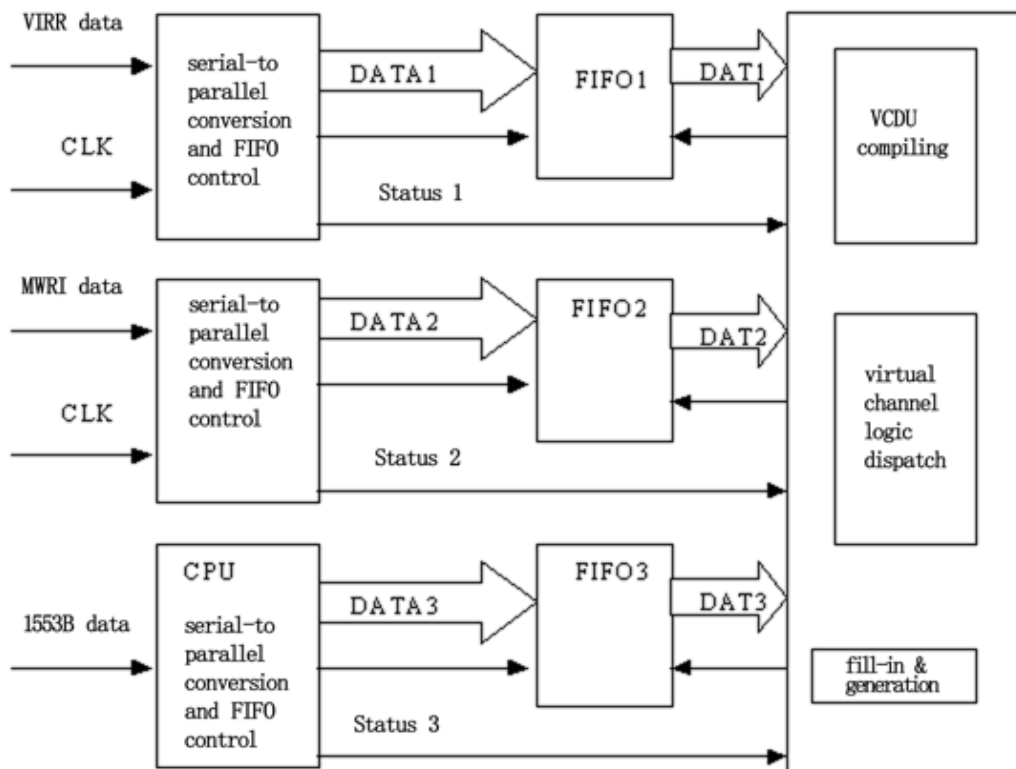 VIRR data
CLK
serial-to
parallel
conversion
and FIFO
control
DATA1
FIFO1
DAT1
Status 1
VCDU
compiling
MWRI data
CLK
serial-to
parallel
conversion
and FIFO
control
DATA2
FIFO2
DAT2
Status 2
virtual
channel
logic
dispatch
1553B data
CPU
serial-to
parallel
conversion
and FIFO
control
DATA3
FIFO3
DAT3
Status 3
fill-in &
generation